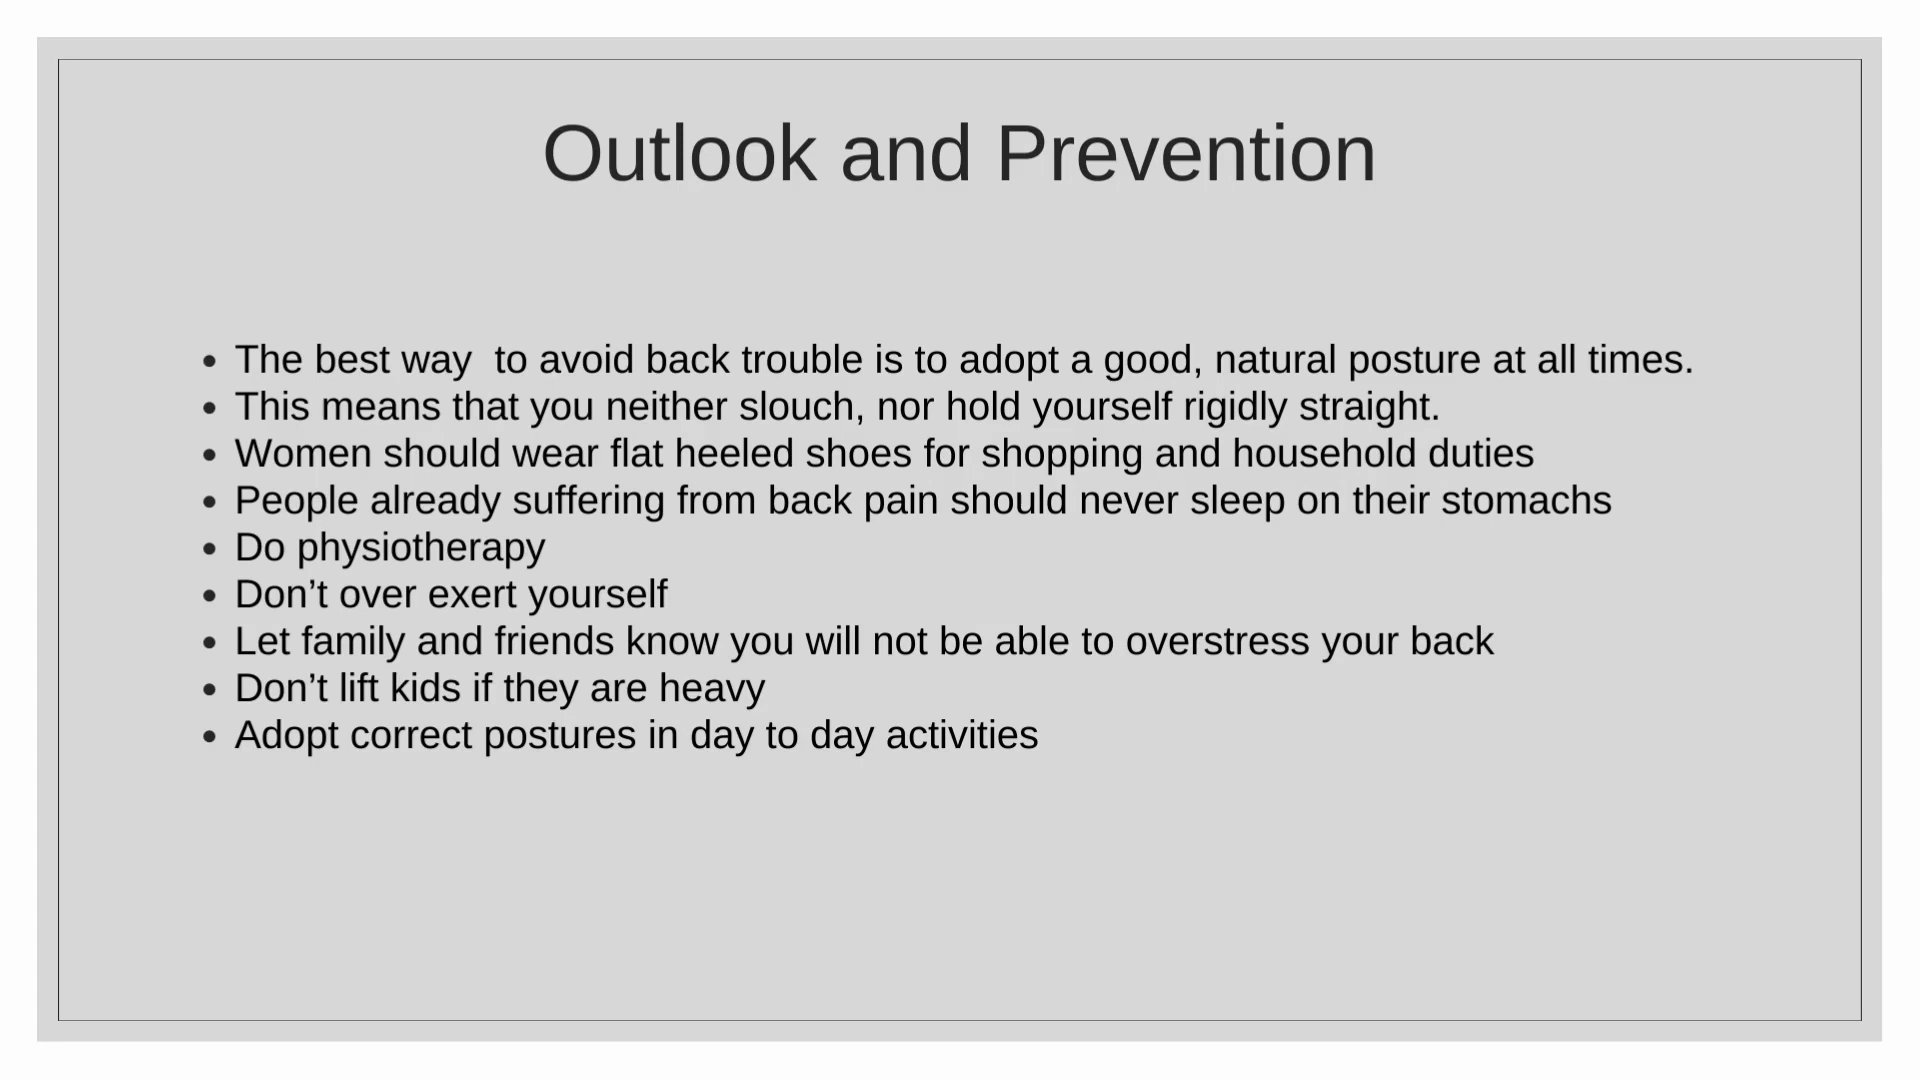 Outlook and Prevention
• The best way  to avoid back trouble is to adopt a good, natural posture at all times.
• This means that you neither slouch, nor hold yourself rigidly straight.
• Women should wear flat heeled shoes for shopping and household duties
• People already suffering from back pain should never sleep on their stomachs
• Do physiotherapy
• Don’t over exert yourself
• Let family and friends know you will not be able to overstress your back
• Don’t lift kids if they are heavy
• Adopt correct postures in day to day activities